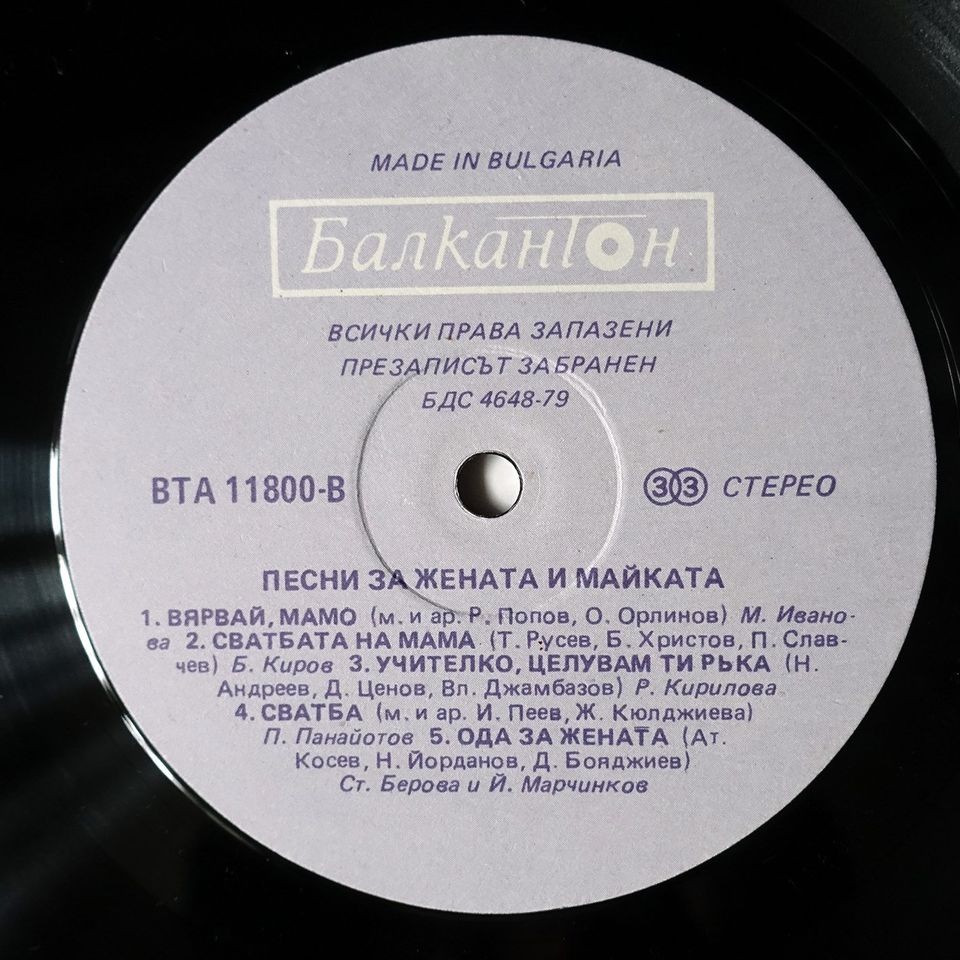 MADE IN BULGARIA
Балкантон
ВСИЧКИ ПРАВА ЗАПАЗЕНИ
ПРЕЗАПИСЪТ ЗАБРАНЕН
БДС 4648-79
ВТА 11800-В
33 СТЕРЕО
ПЕСНИ ЗА ЖЕНАТА И МАЙКАТА
1. ВЯРВАЙ, МАМО (м. и ар. Р. Попов, О. Орлинов) М. Ивано-
ва 2. СВАТБАТА НА МАМА (Т. Русев, Б. Христов, П. Слав-
чев) Б. Киров 3. УЧИТЕЛКО, ЦЕЛУВАМ ТИ РЪКА (Н.
Андреев, Д. Ценов, Вл. Джамбазов) Р. Кирилова
4. СВАТБА (м. и ар. И. Пеев, Ж. Кюлджиева)
П. Панайотов 5. ОДА ЗА ЖЕНАТА (Ат.
Косев, Н. Йорданов, Д. Бояджиев)
Ст. Берова и Й. Марчинков